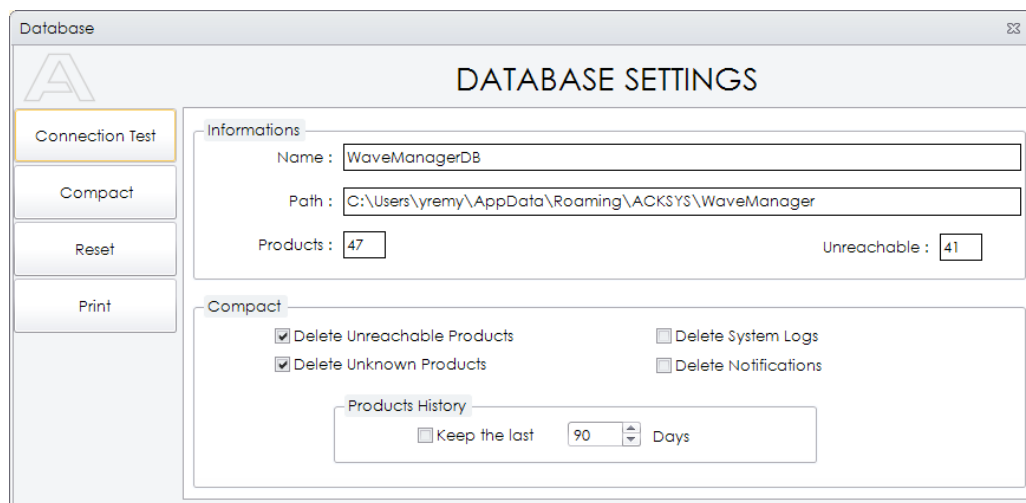 Database
DATABASE SETTINGS
Connection Test
Compact
Reset
Print
Informations
Name : WaveManagerDB
Path : C:\Users\yremy\AppData\Roaming\ACKSYS\WaveManager
Products : 47 Unreachable : 41
Compact
Delete Unreachable Products Delete System Logs
Delete Unknown Products Delete Notifications
Products History
Keep the last 90 Days